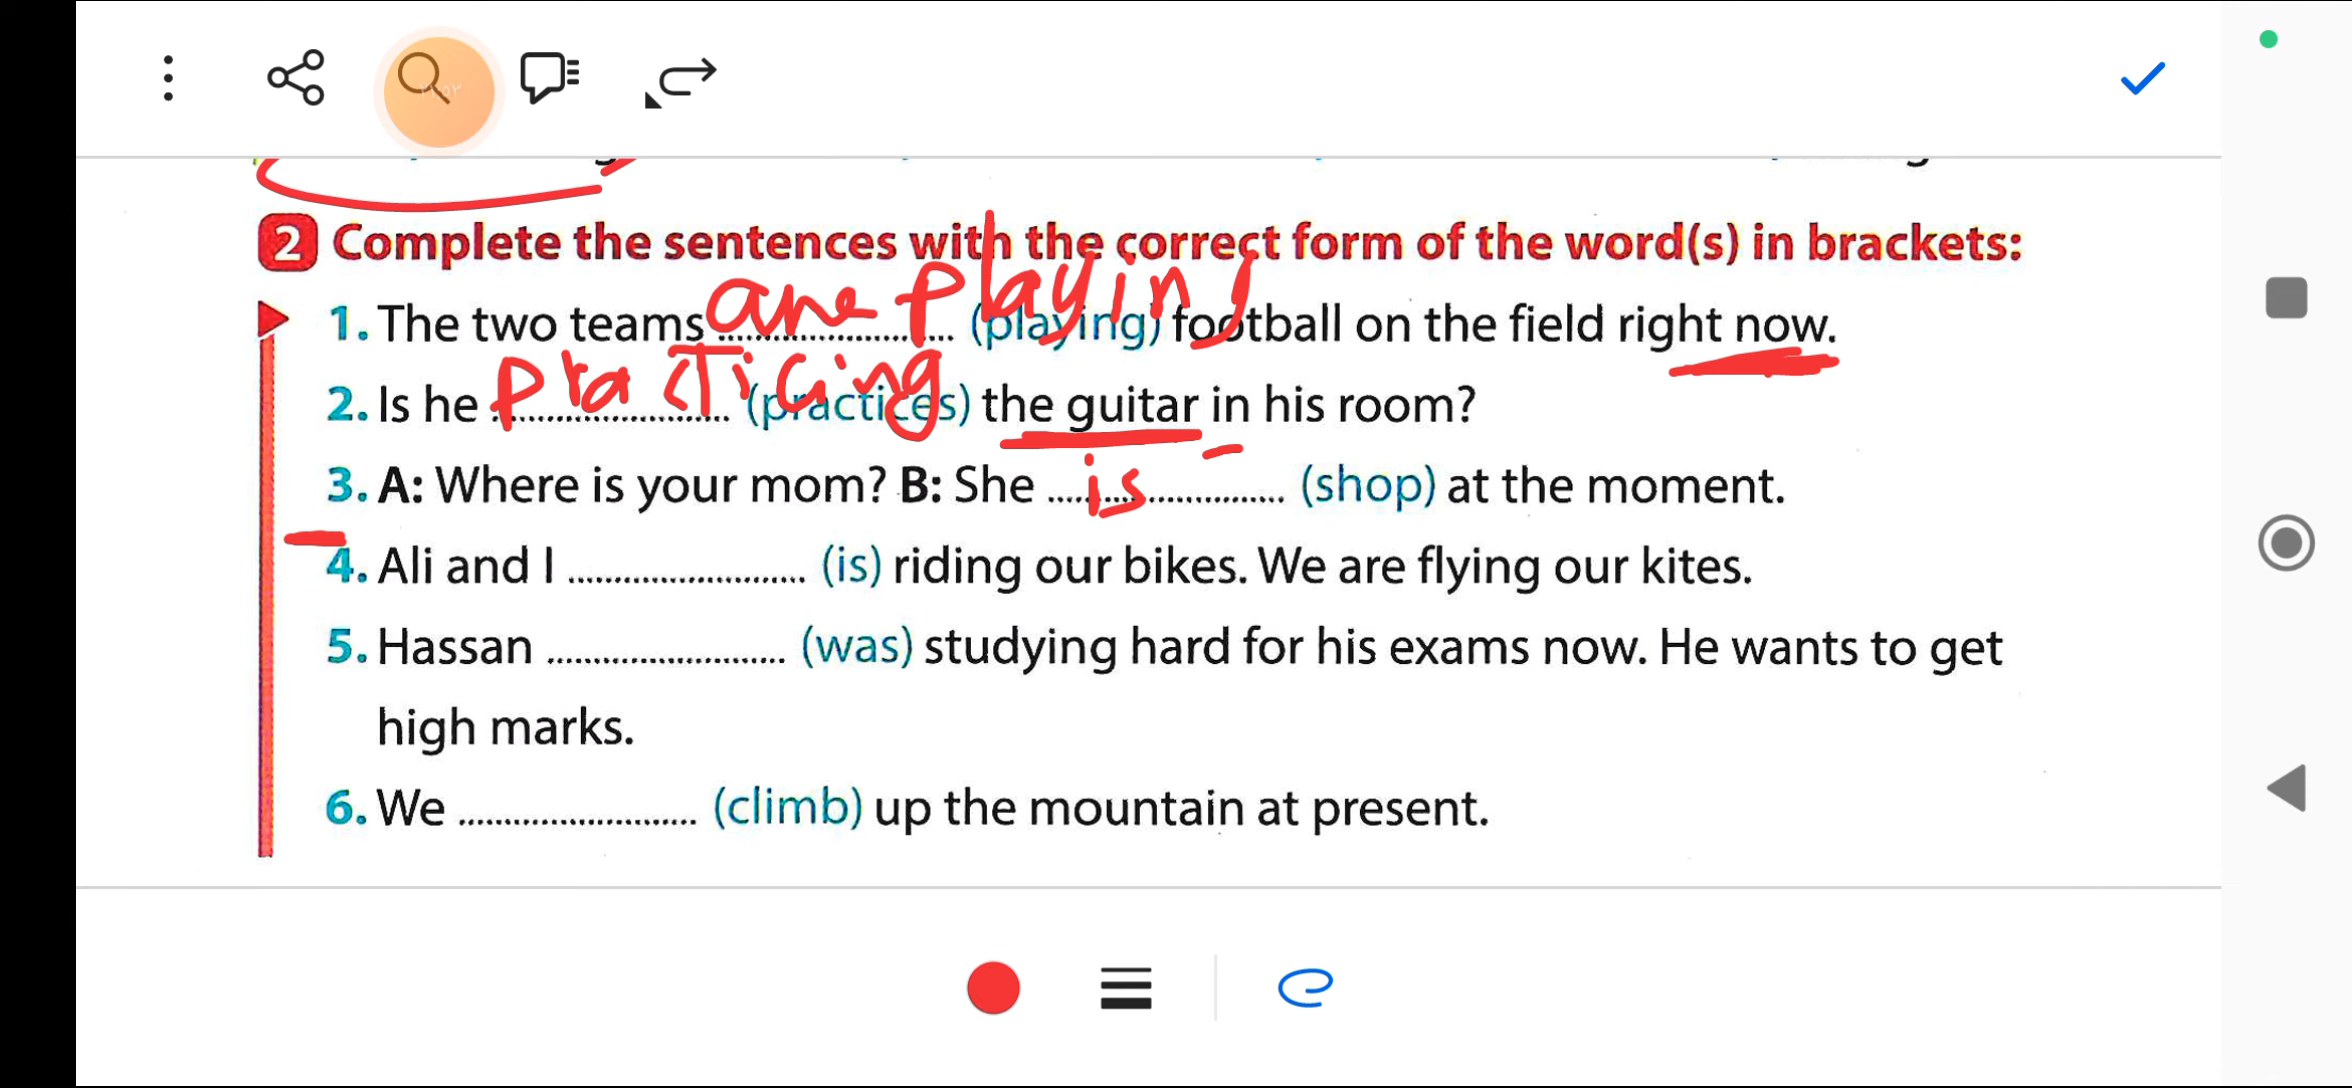 2 Complete the sentences with the correct form of the word(s) in brackets:
are playing
1. The two teams .......................... (playing) football on the field right now.
practicing
2. Is he .......................... (practices) the guitar in his room?
3. A: Where is your mom? B: She .......................... (shop) at the moment.
is
4. Ali and I .......................... (is) riding our bikes. We are flying our kites.
5. Hassan .......................... (was) studying hard for his exams now. He wants to get
high marks.
6. We .......................... (climb) up the mountain at present.